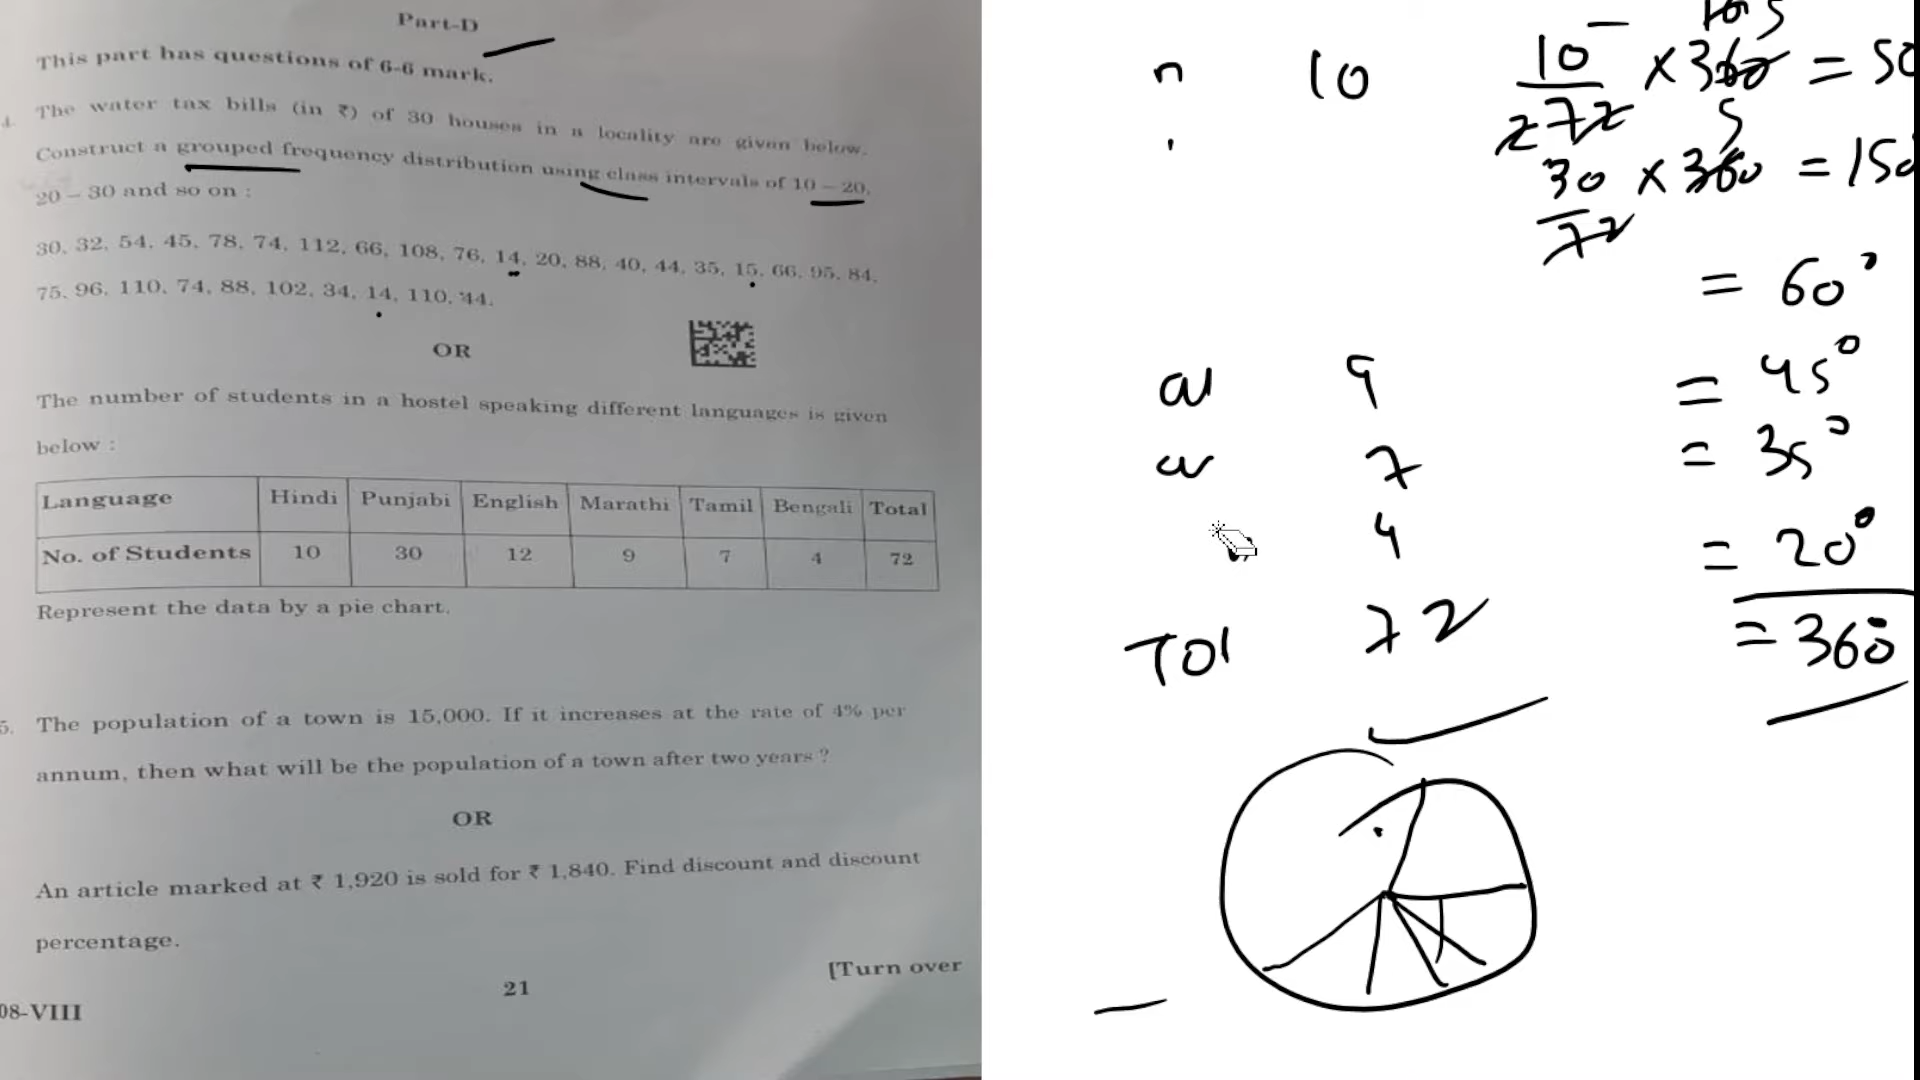 Part-D
This part has questions of 6-6 mark.
4. The water tax bills (in ₹) of 30 houses in a locality are given below.
Construct a grouped frequency distribution using class intervals of 10 – 20,
20 – 30 and so on :
30, 32, 54, 45, 78, 74, 112, 66, 108, 76, 14, 20, 88, 40, 44, 35, 15, 66, 95, 84,
75, 96, 110, 74, 88, 102, 34, 14, 110, 44.
OR
The number of students in a hostel speaking different languages is given
below :
Language Hindi Punjabi English Marathi Tamil Bengali Total
No. of Students 10 30 12 9 7 4 72
Represent the data by a pie chart.
5. The population of a town is 15,000. If it increases at the rate of 4% per
annum, then what will be the population of a town after two years ?
OR
An article marked at ₹ 1,920 is sold for ₹ 1,840. Find discount and discount
percentage.
[Turn over
21
08-VIII
n 10 10/72 × 360 = 50
30/72 × 360 = 150
= 60°
9 = 45°
7 = 35°
4 = 20°
TOl 72 = 360